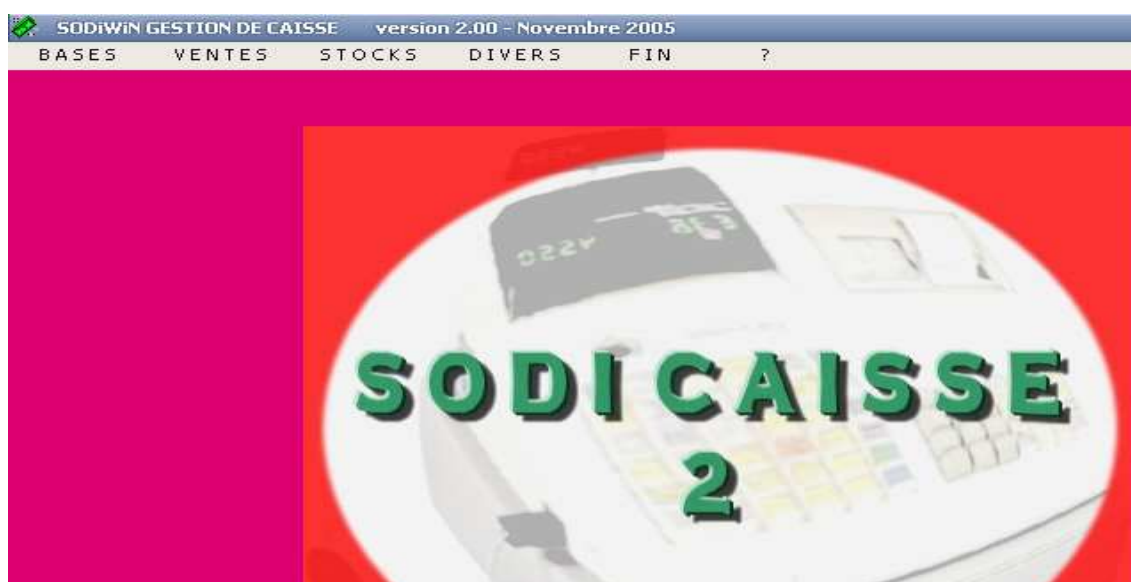 SODiWiN GESTION DE CAISSE version 2.00 - Novembre 2005
BASES VENTES STOCKS DIVERS FIN ?
SODI CAISSE
2